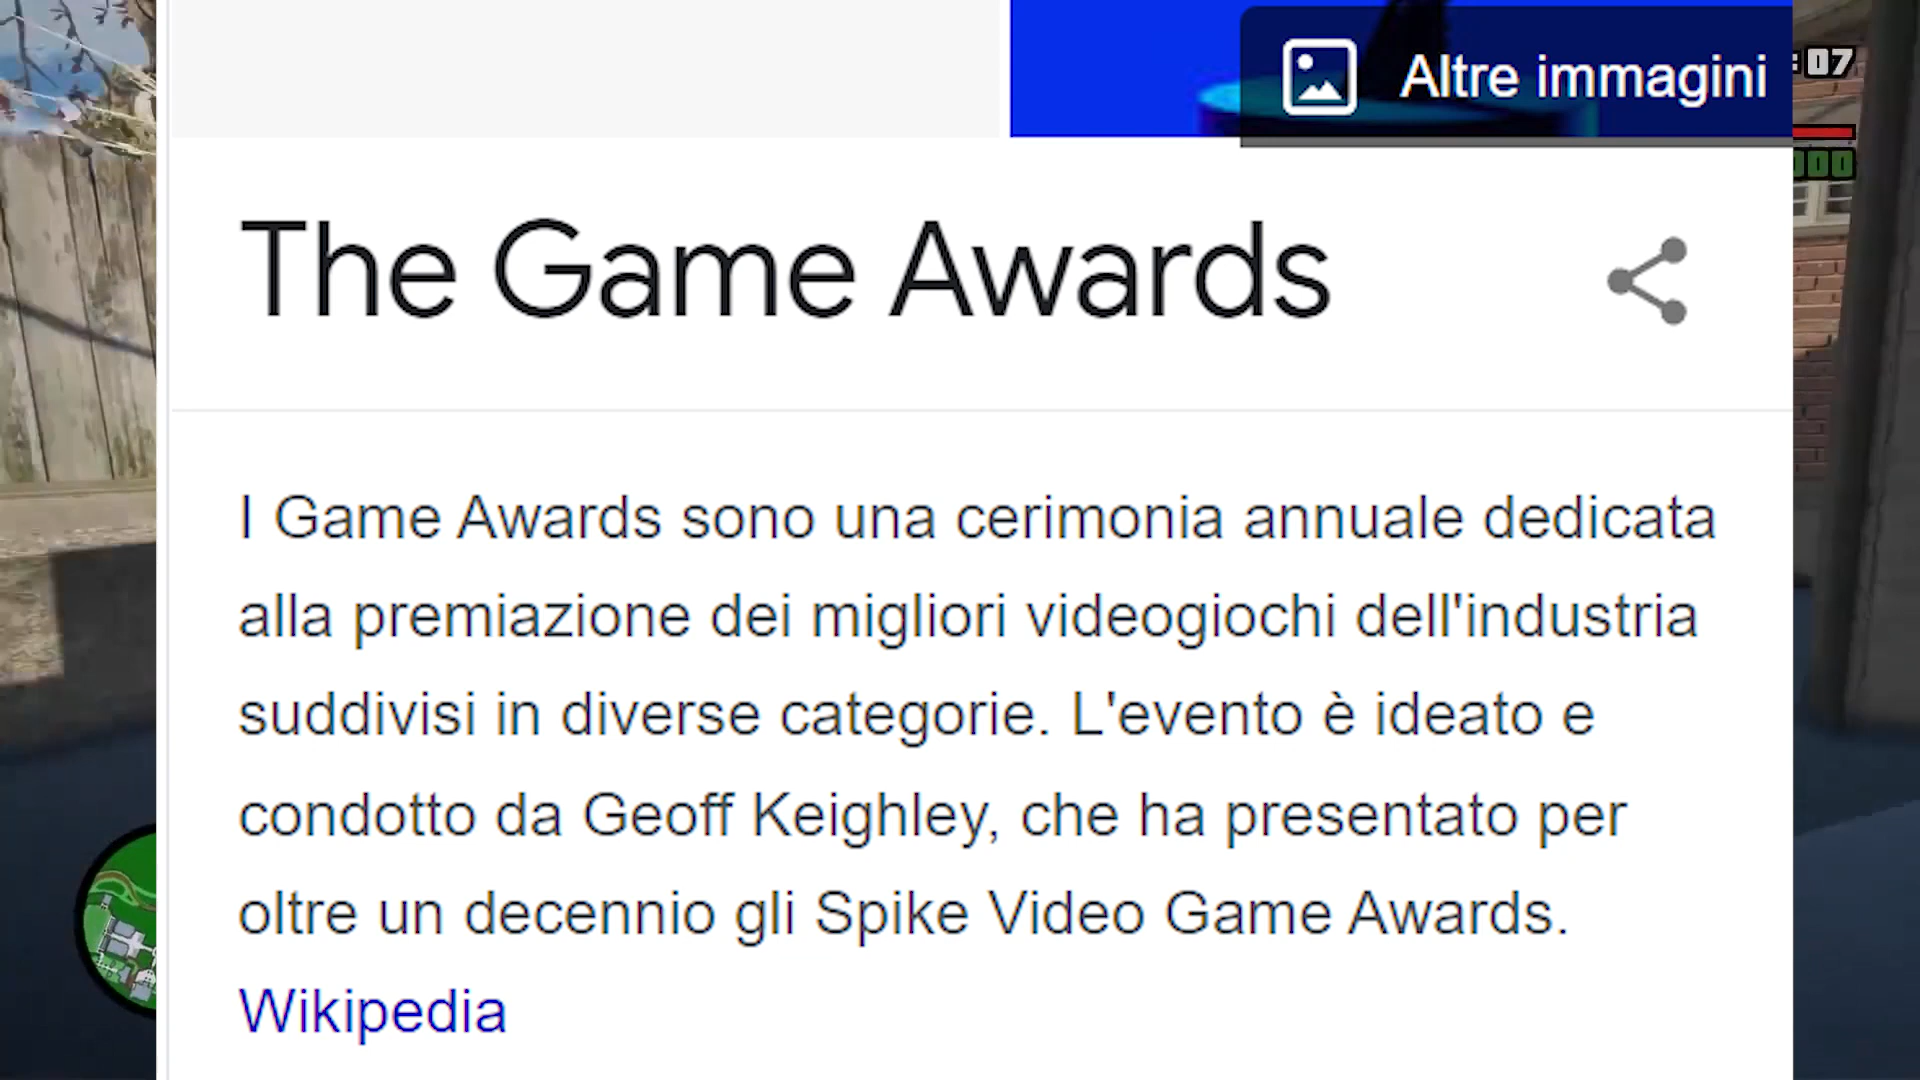 Altre immagini
:07
000
The Game Awards
I Game Awards sono una cerimonia annuale dedicata
alla premiazione dei migliori videogiochi dell'industria
suddivisi in diverse categorie. L'evento è ideato e
condotto da Geoff Keighley, che ha presentato per
oltre un decennio gli Spike Video Game Awards.
Wikipedia